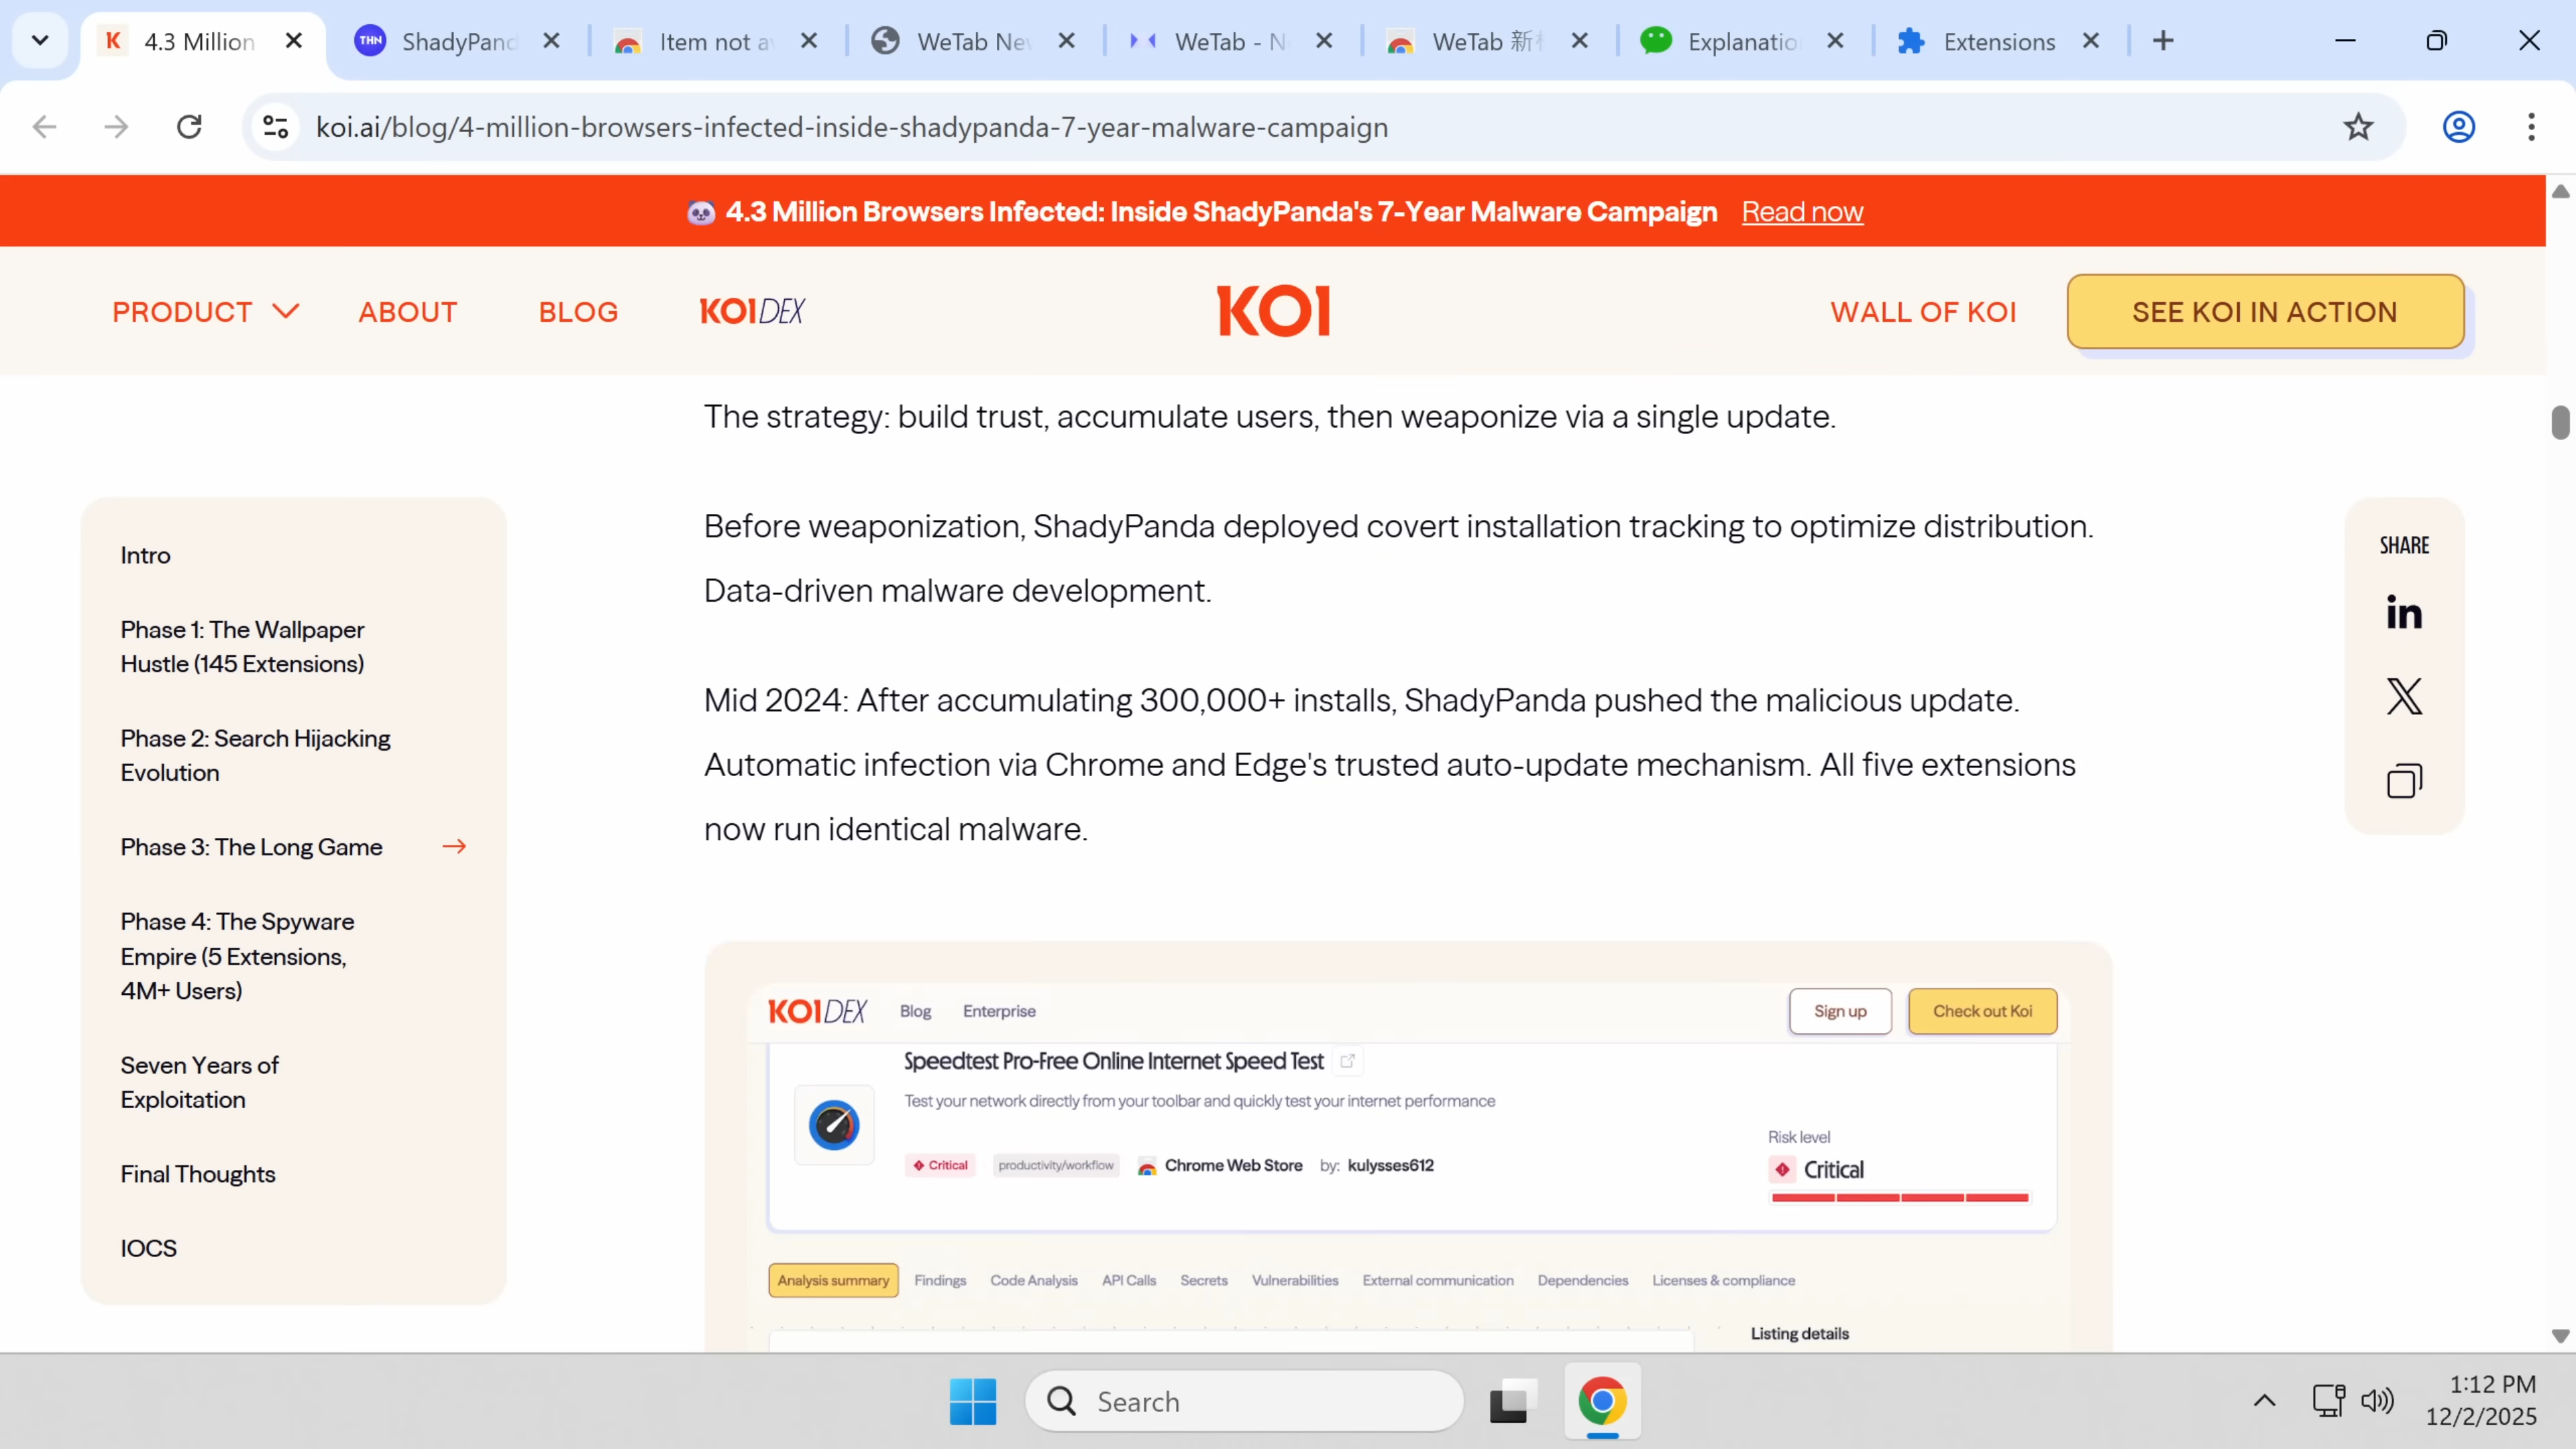 4.3 Million
THN
ShadyPand
Item not a
WeTab Ne
WeTab - N
WeTab 新
Explanatio
Extensions
koi.ai/blog/4-million-browsers-infected-inside-shadypanda-7-year-malware-campaign
4.3 Million Browsers Infected: Inside ShadyPanda's 7-Year Malware Campaign Read now
PRODUCT
ABOUT
BLOG
KOIDEX
KOI
WALL OF KOI
SEE KOI IN ACTION
Intro
Phase 1: The Wallpaper
Hustle (145 Extensions)
Phase 2: Search Hijacking
Evolution
Phase 3: The Long Game
Phase 4: The Spyware
Empire (5 Extensions,
4M+ Users)
Seven Years of
Exploitation
Final Thoughts
IOCS
The strategy: build trust, accumulate users, then weaponize via a single update.
Before weaponization, ShadyPanda deployed covert installation tracking to optimize distribution.
Data-driven malware development.
Mid 2024: After accumulating 300,000+ installs, ShadyPanda pushed the malicious update.
Automatic infection via Chrome and Edge's trusted auto-update mechanism. All five extensions
now run identical malware.
KOIDEX Blog Enterprise Sign up Check out Koi
Speedtest Pro-Free Online Internet Speed Test
Test your network directly from your toolbar and quickly test your internet performance
Critical productivity/workflow Chrome Web Store by: kulysses612
Risk level
Critical
Analysis summary Findings Code Analysis API Calls Secrets Vulnerabilities External communication Dependencies Licenses & compliance
Listing details
SHARE
in
X
Search
1:12 PM
12/2/2025